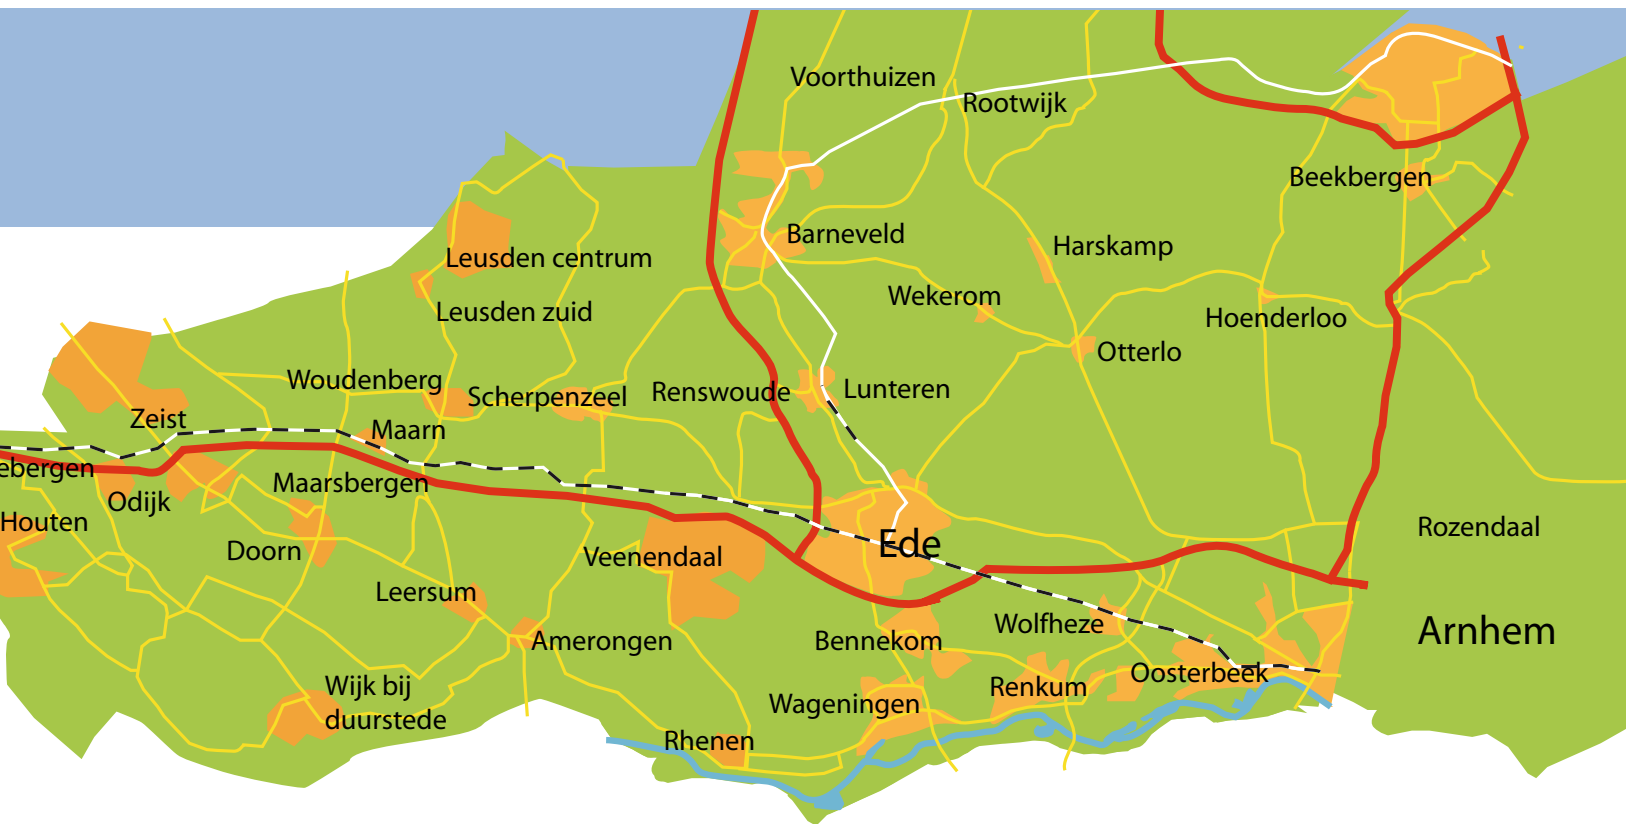 Voorthuizen
Rootwijk
Beekbergen
Barneveld
Harskamp
Leusden centrum
Wekerom
Leusden zuid
Hoenderloo
Otterlo
Woudenberg
Scherpenzeel
Renswoude
Lunteren
Zeist
Maarn
ebergen
Maarsbergen
Odijk
Houten
Rozendaal
Doorn
Veenendaal
Ede
Leersum
Wolfheze
Arnhem
Amerongen
Bennekom
Oosterbeek
Wijk bij
duurstede
Renkum
Wageningen
Rhenen